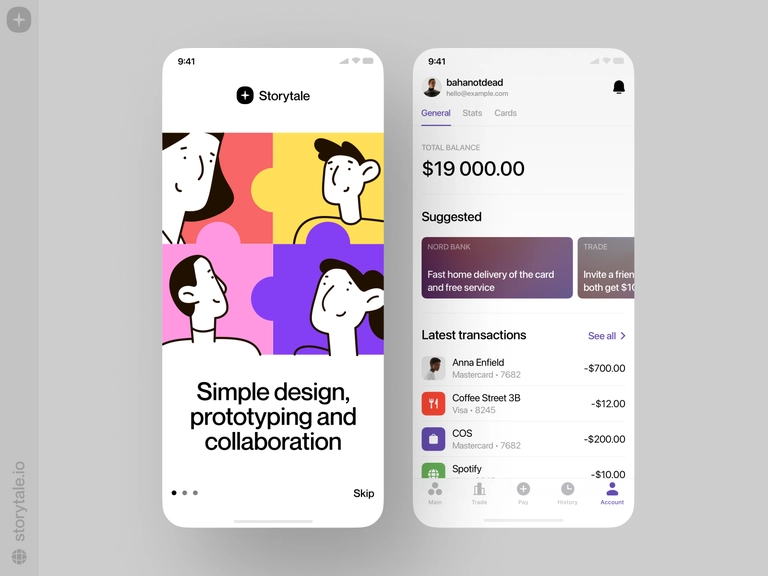 storytale.io
9:41
Storytale
Simple design,
prototyping and
collaboration
Skip
9:41
bahanotdead
hello@example.com
General Stats Cards
TOTAL BALANCE
$19 000.00
Suggested
NORD BANK
Fast home delivery of the card
and free service
TRADE
Invite a frien
both get $10
Latest transactions
See all
Anna Enfield
Mastercard • 7682
-$700.00
Coffee Street 3B
Visa • 8245
-$12.00
COS
Mastercard • 7682
-$200.00
Spotify
-$10.00
Main Trade Pay History Account